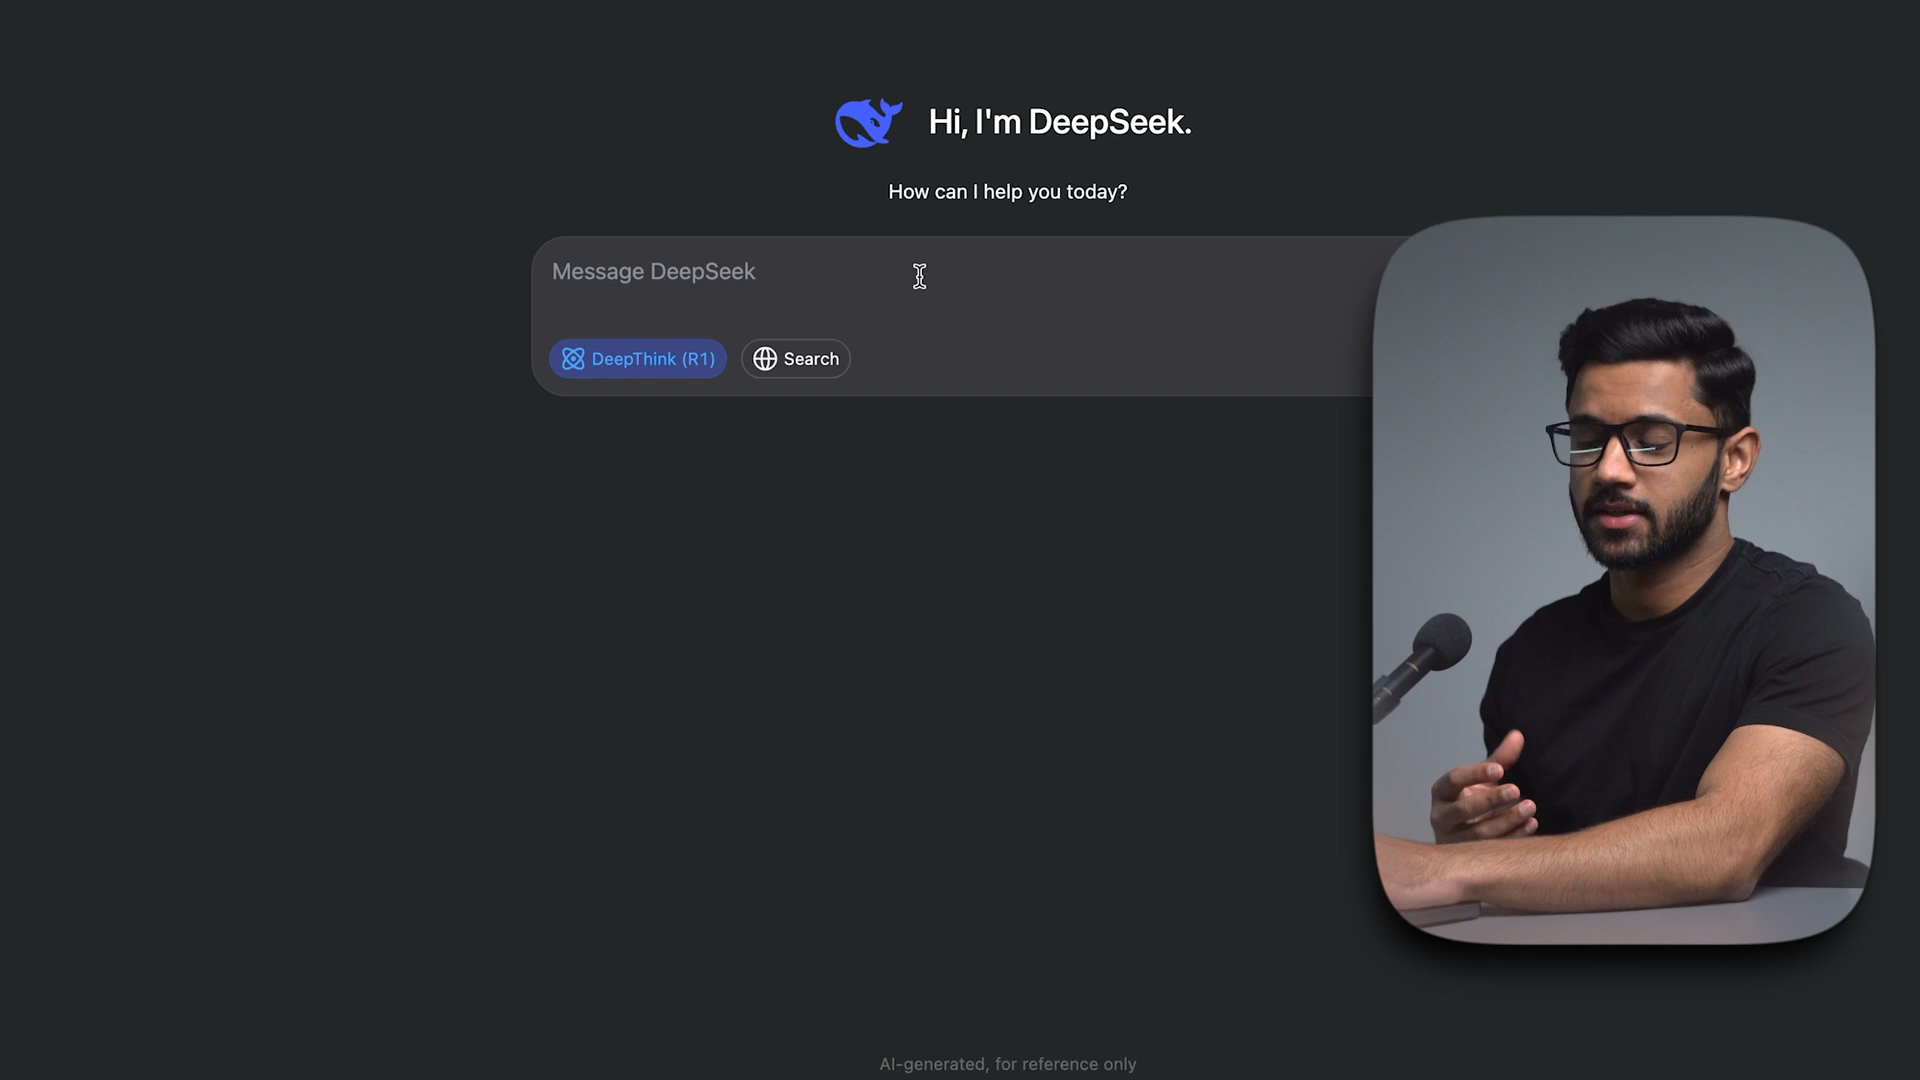 Hi, I'm DeepSeek.
How can I help you today?
Message DeepSeek
DeepThink (R1)
Search
AI-generated, for reference only